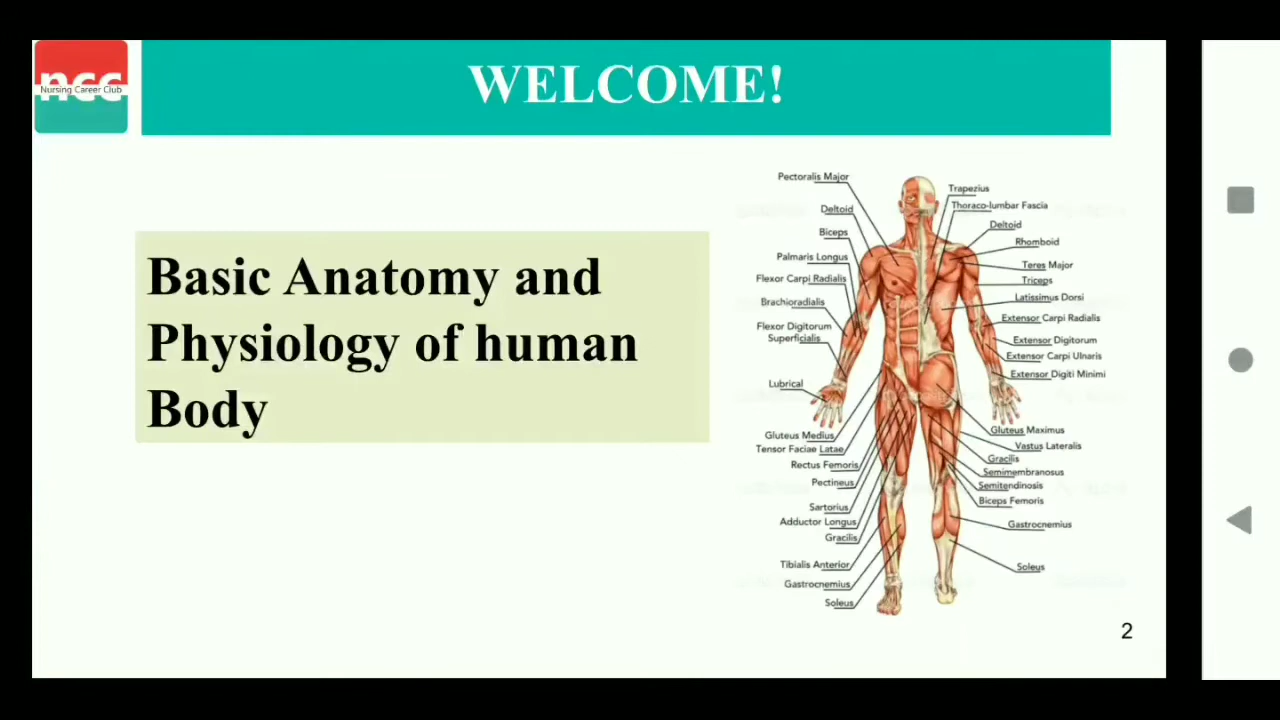 ncc
Nursing Career Club
WELCOME!
Basic Anatomy and
Physiology of human
Body
Pectoralis Major
Deltoid
Biceps
Palmaris Longus
Flexor Carpi Radialis
Brachioradialis
Flexor Digitorum
Superficialis
Lubrical
Gluteus Medius
Tensor Faciae Latae
Rectus Femoris
Pectineus
Sartorius
Adductor Longus
Gracilis
Tibialis Anterior
Gastrocnemius
Soleus
Trapezius
Thoraco-lumbar Fascia
Deltoid
Rhomboid
Teres Major
Triceps
Latissimus Dorsi
Extensor Carpi Radialis
Extensor Digitorum
Extensor Carpi Ulnaris
Extensor Digiti Minimi
Gluteus Maximus
Vastus Lateralis
Gracilis
Semimembranosus
Semitendinosis
Biceps Femoris
Gastrocnemius
Soleus
2